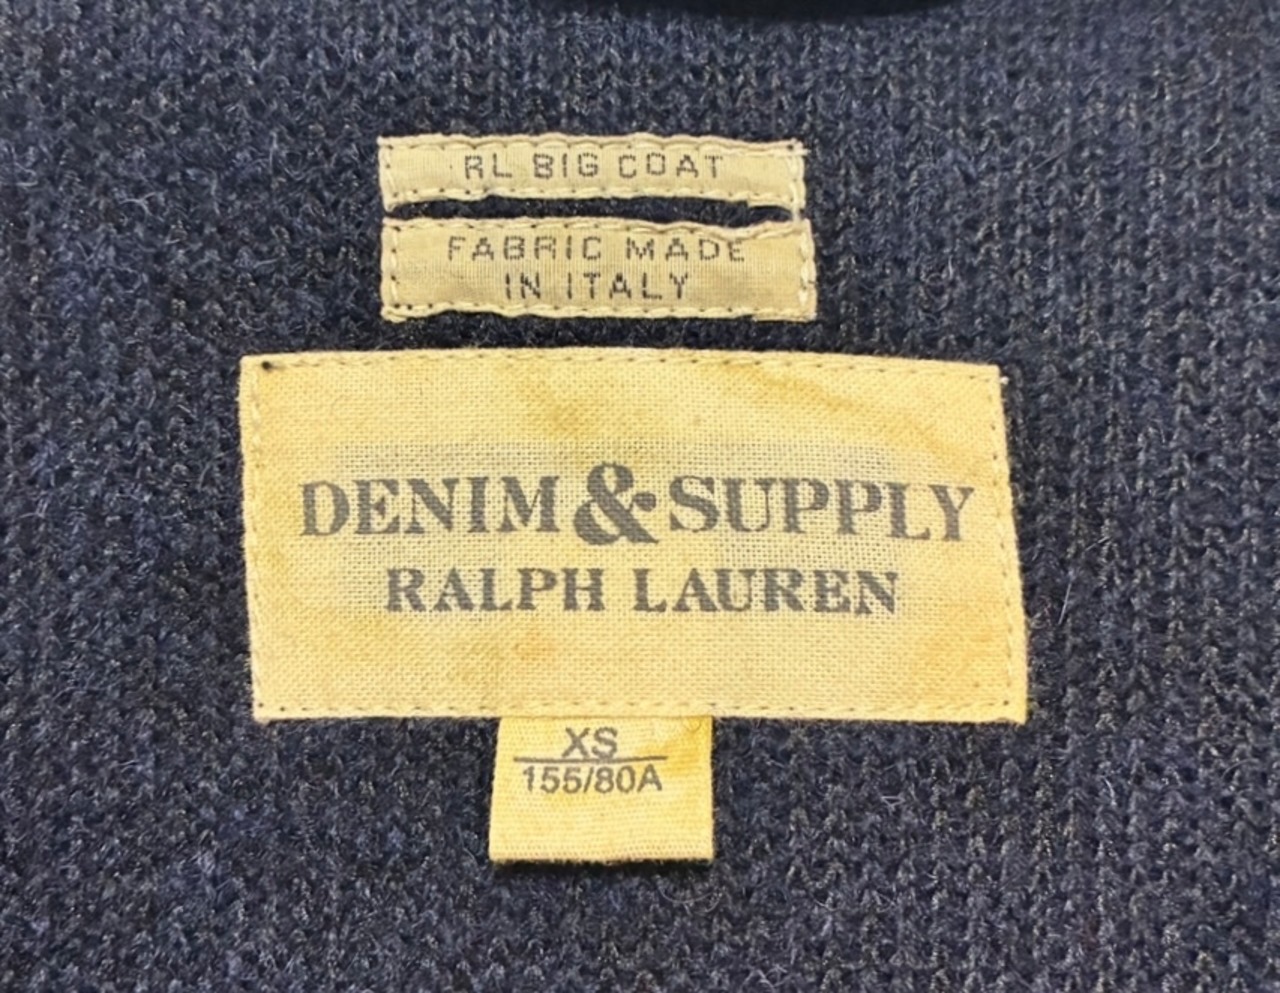 RL BIG COAT
FABRIC MADE
IN ITALY
DENIM & SUPPLY
RALPH LAUREN
XS
155/80A